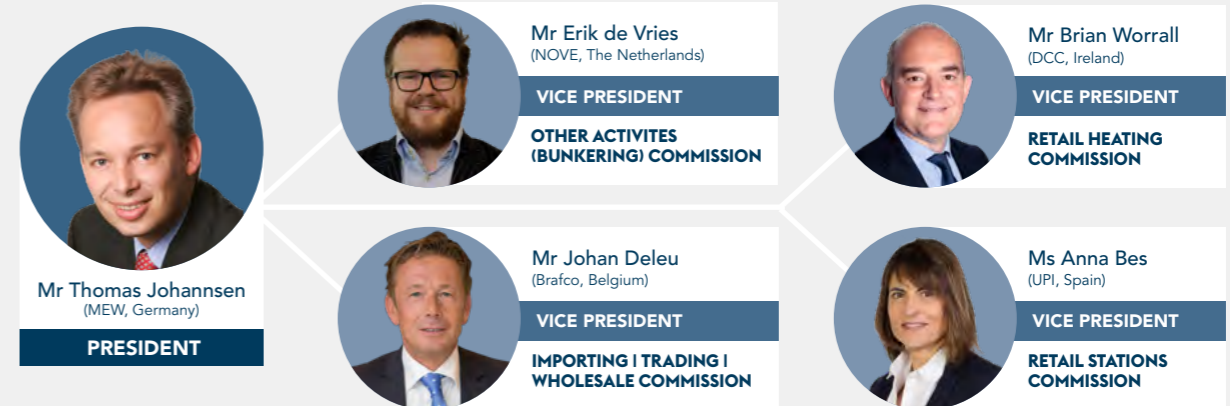 Mr Thomas Johannsen
(MEW, Germany)
PRESIDENT
Mr Erik de Vries
(NOVE, The Netherlands)
VICE PRESIDENT
OTHER ACTIVITES
(BUNKERING) COMMISSION
Mr Brian Worrall
(DCC, Ireland)
VICE PRESIDENT
RETAIL HEATING
COMMISSION
Mr Johan Deleu
(Brafco, Belgium)
VICE PRESIDENT
IMPORTING | TRADING |
WHOLESALE COMMISSION
Ms Anna Bes
(UPI, Spain)
VICE PRESIDENT
RETAIL STATIONS
COMMISSION